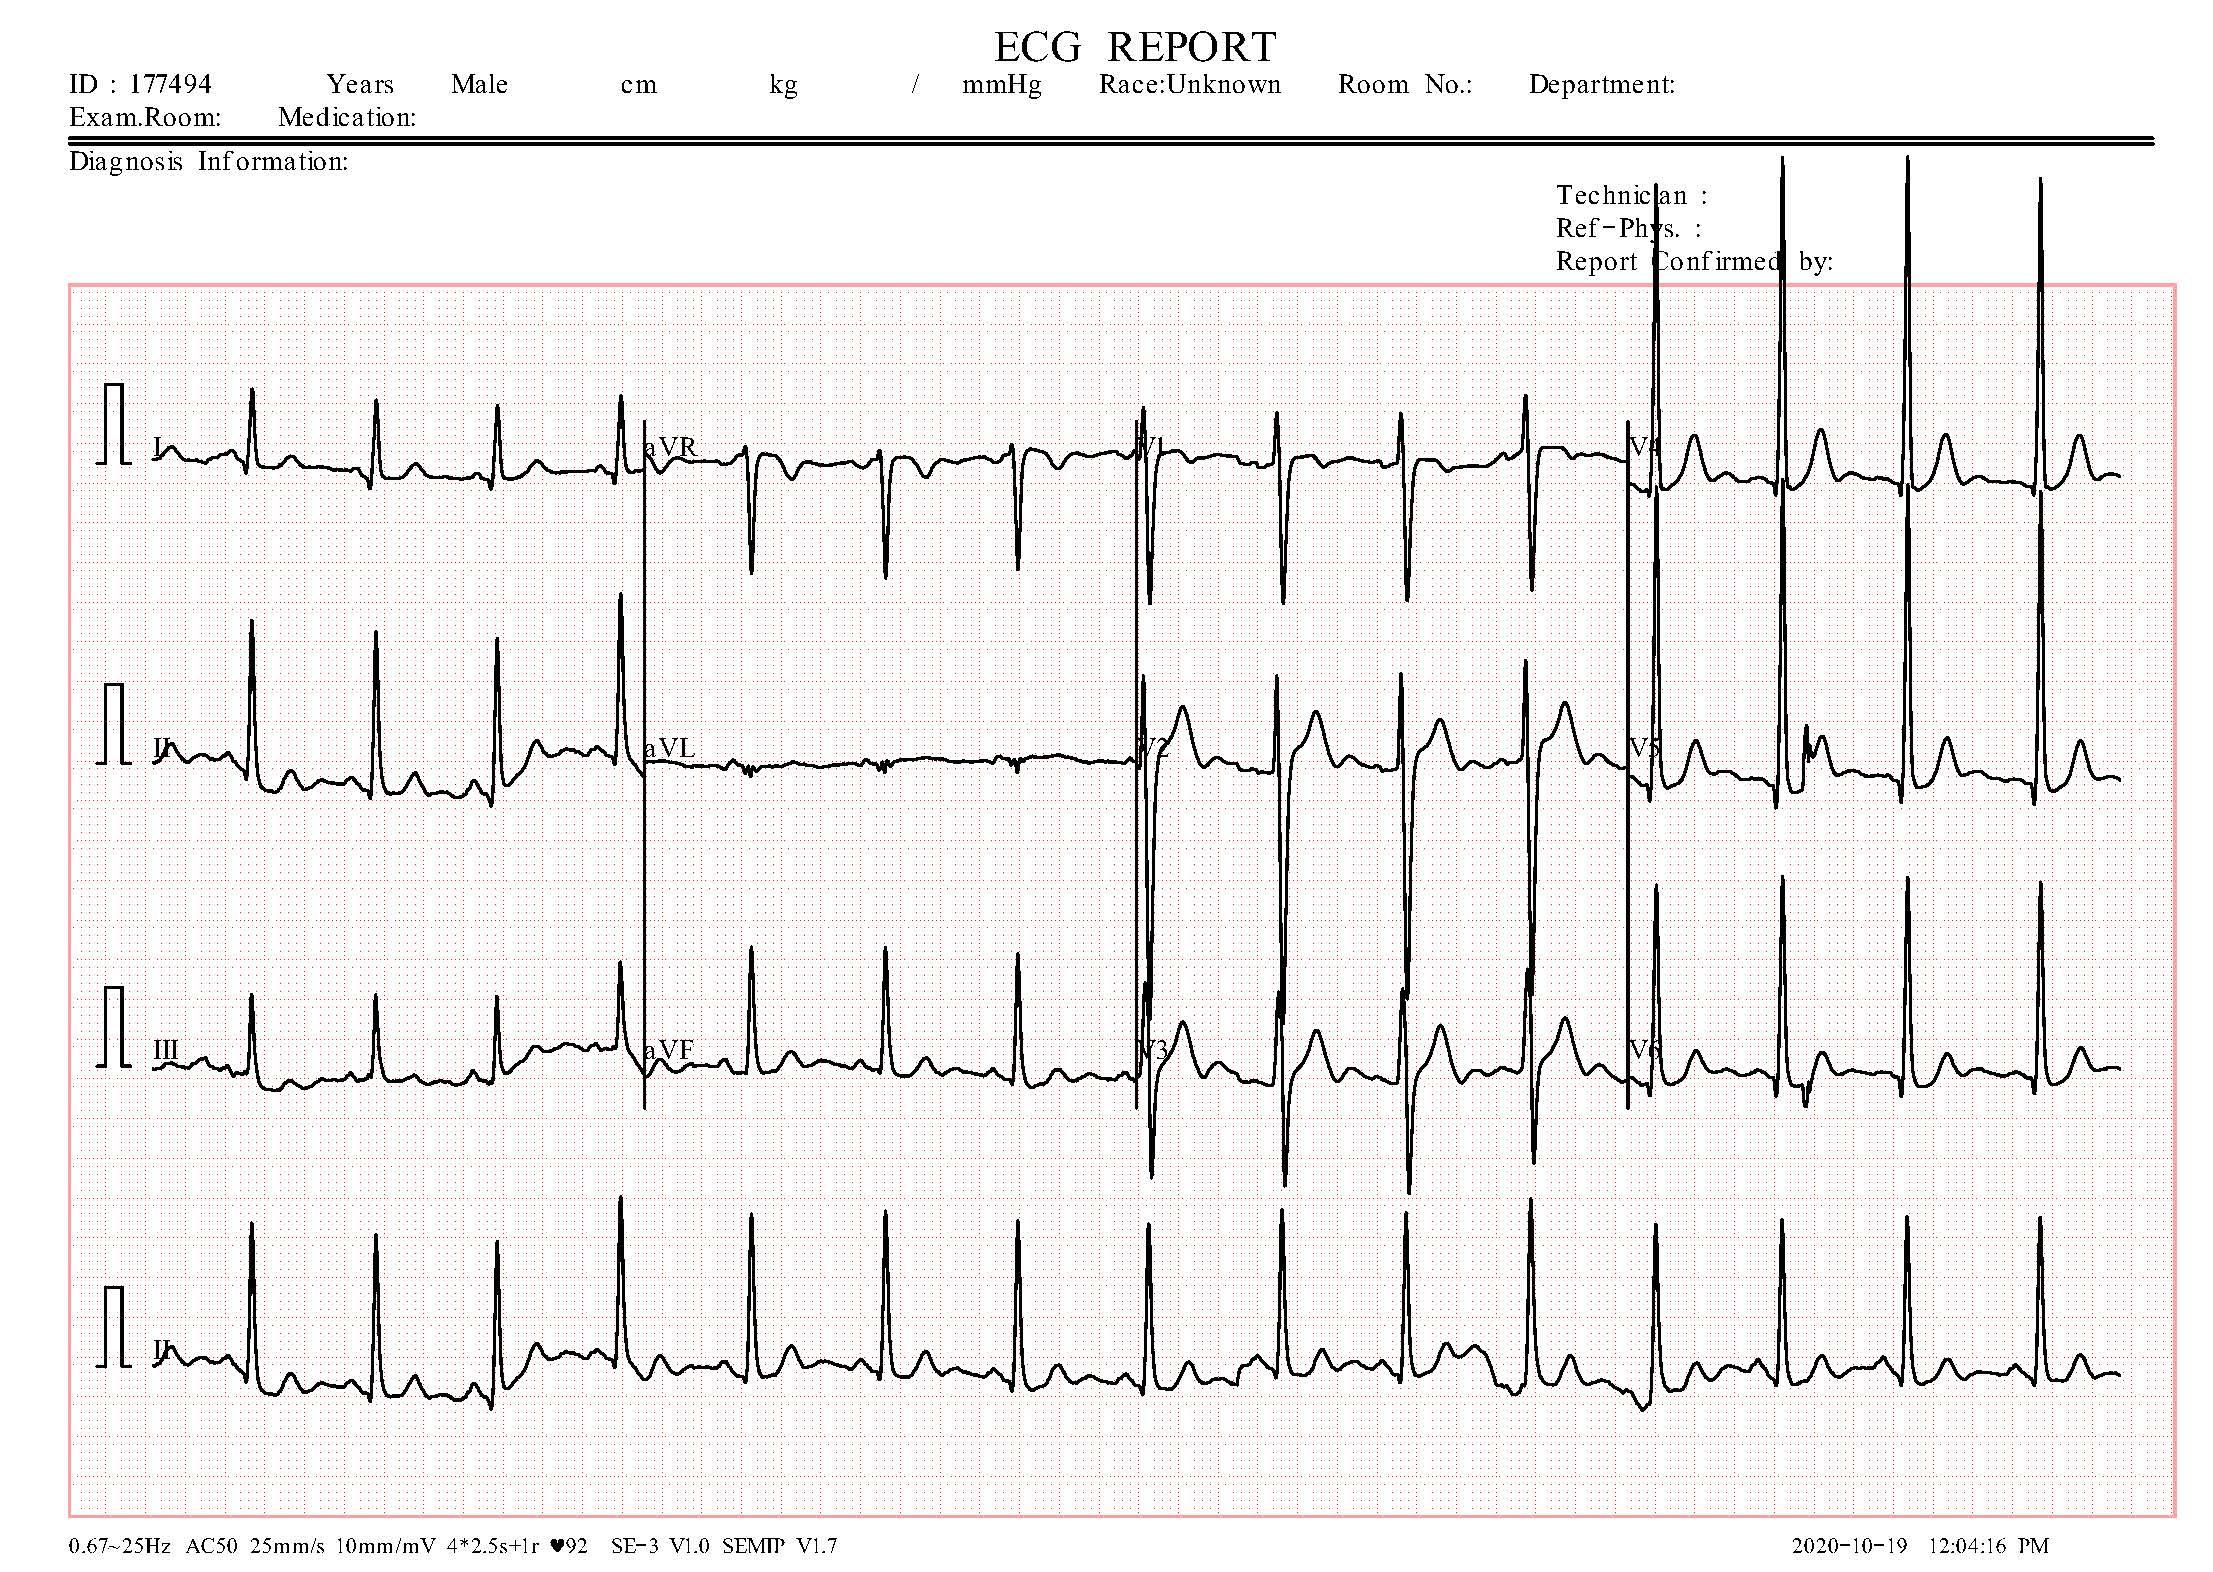 ECG REPORT
ID : 177494 Years Male cm kg / mmHg Race:Unknown Room No.: Department:
Exam.Room: Medication:
Diagnosis Information:
Technician :
Ref-Phys. :
Report Confirmed by:
I aVR V1 V4
II aVL V2 V5
III aVF V3 V6
II
0.67~25Hz AC50 25mm/s 10mm/mV 4*2.5s+1r ♥92 SE-3 V1.0 SEMIP V1.7 2020-10-19 12:04:16 PM